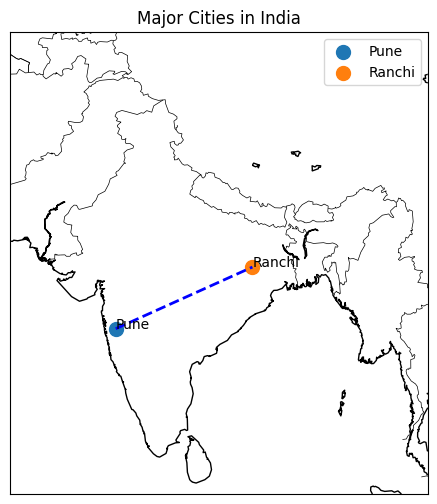 Major Cities in India
Pune
Ranchi
Ranchi
Pune